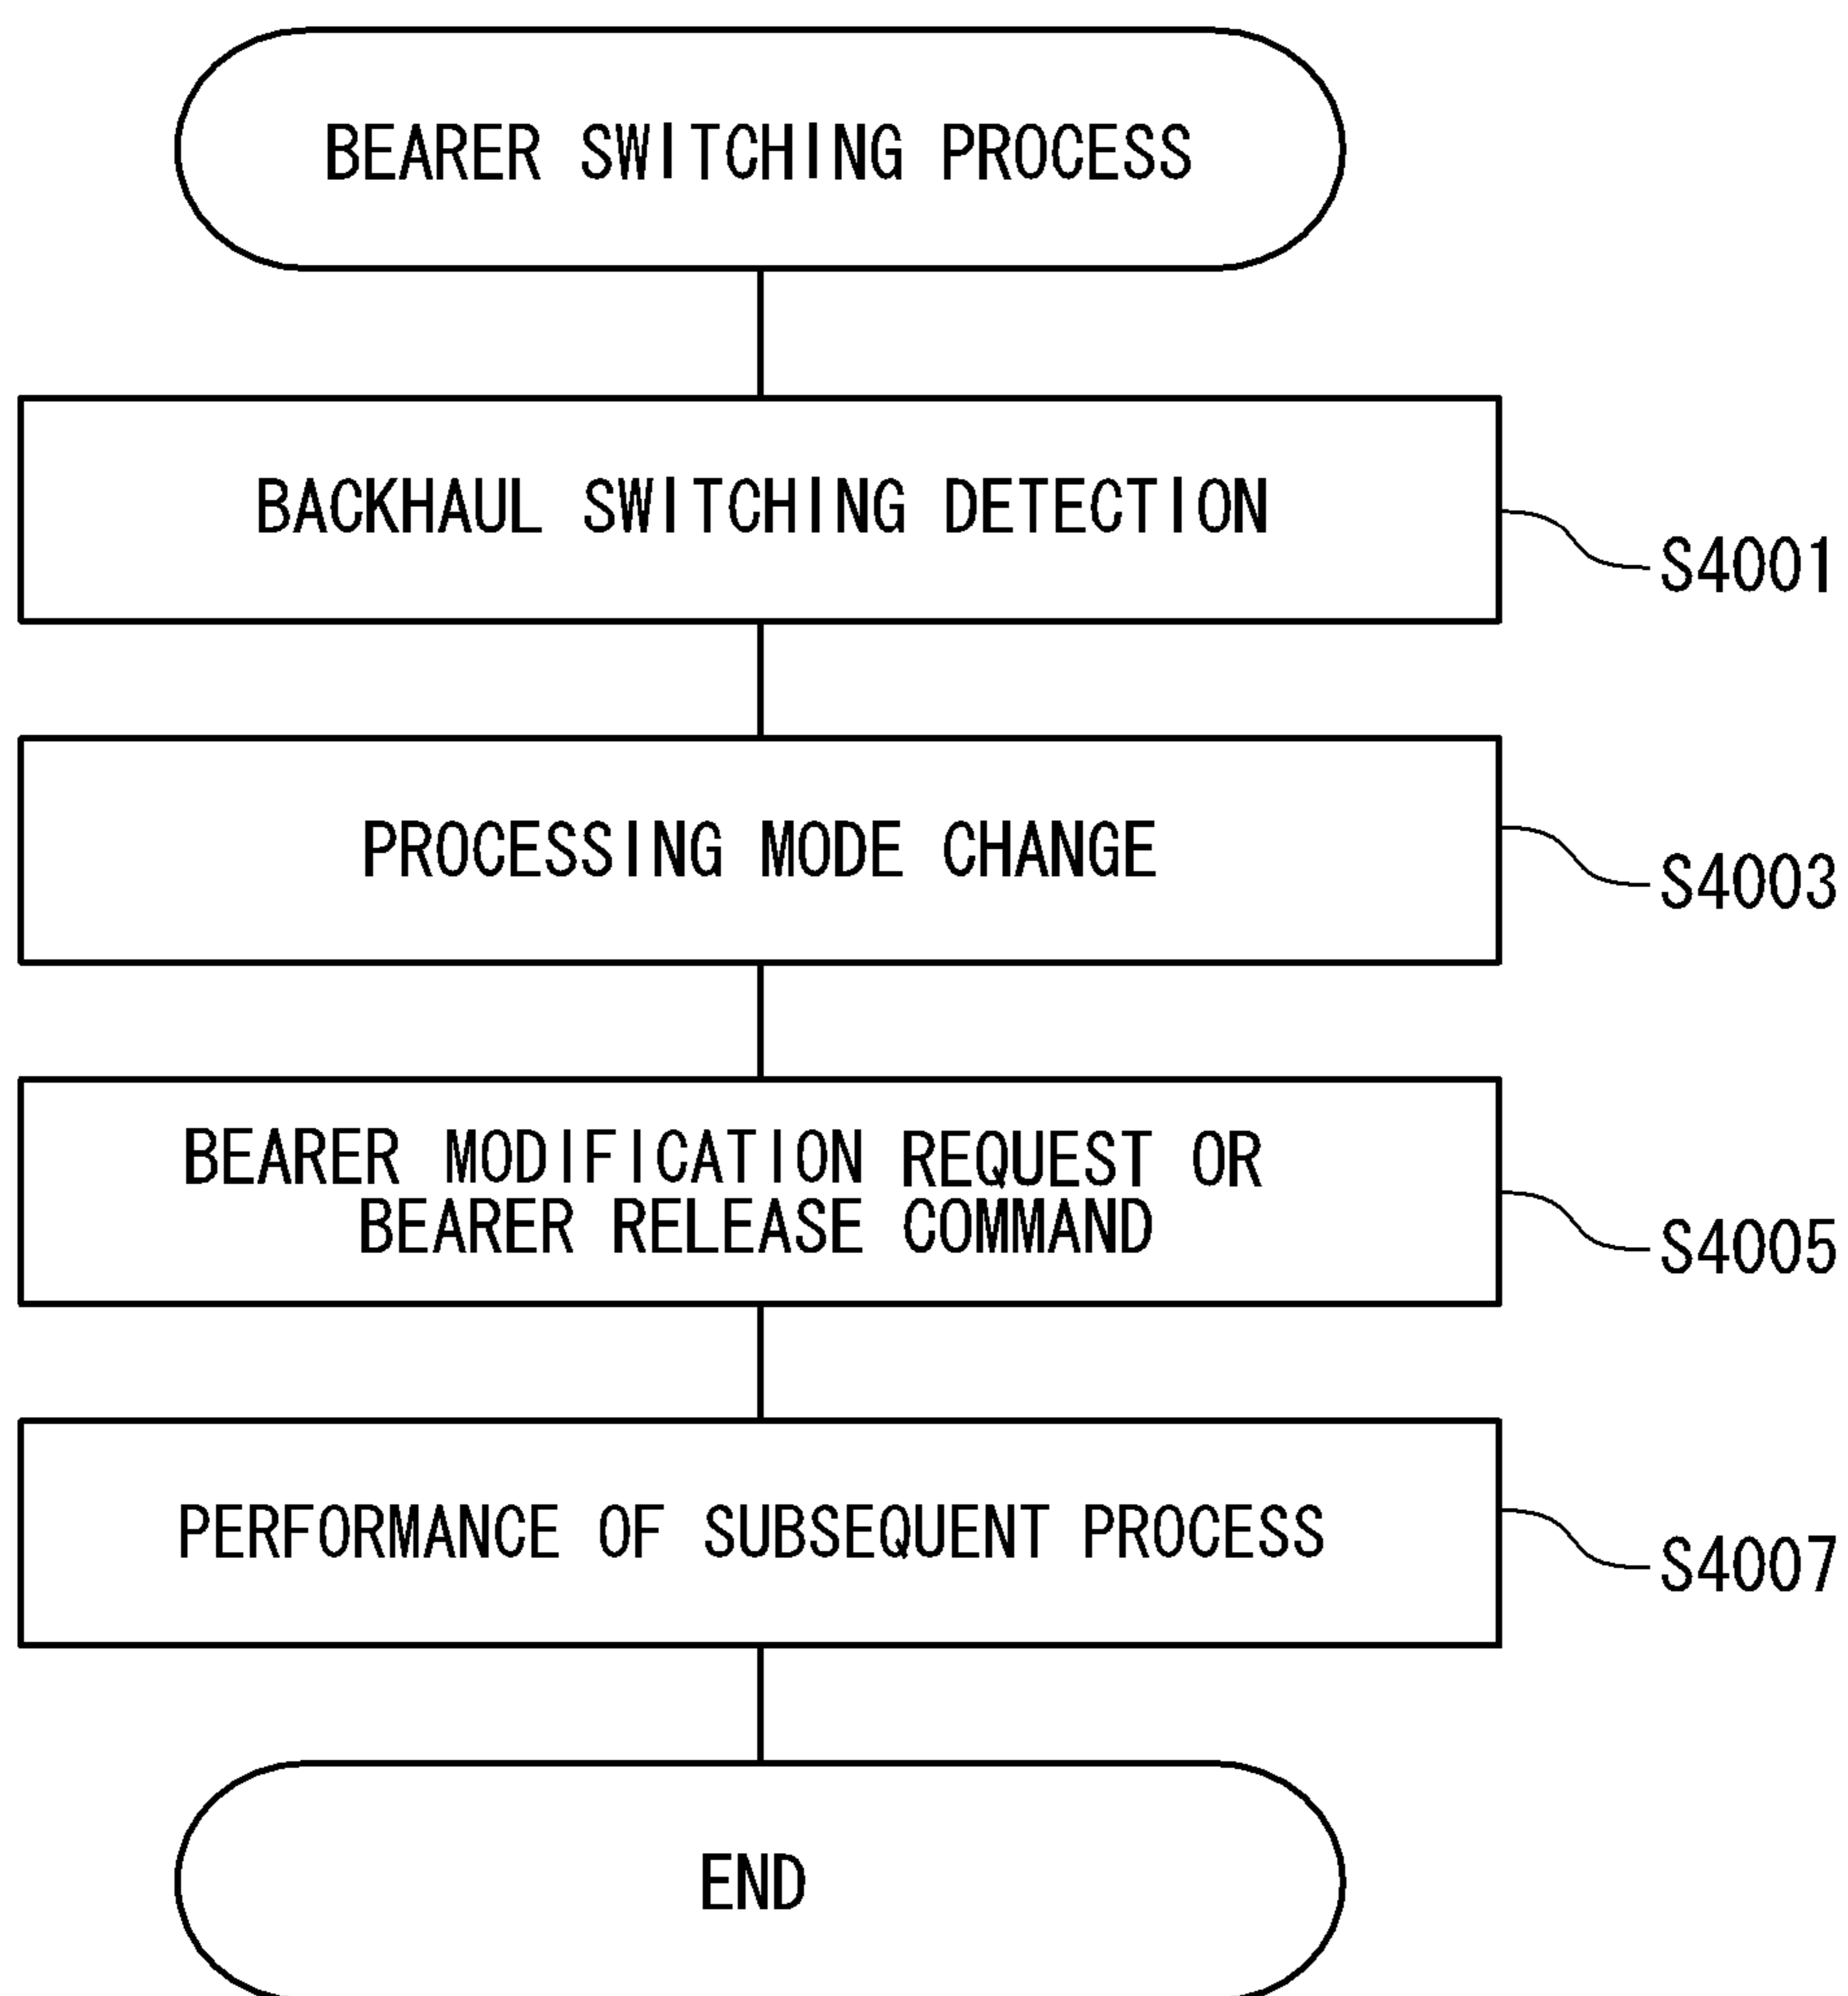 BEARER SWITCHING PROCESS
BACKHAUL SWITCHING DETECTION
S4001
PROCESSING MODE CHANGE
S4003
BEARER MODIFICATION REQUEST OR
BEARER RELEASE COMMAND
S4005
PERFORMANCE OF SUBSEQUENT PROCESS
S4007
END